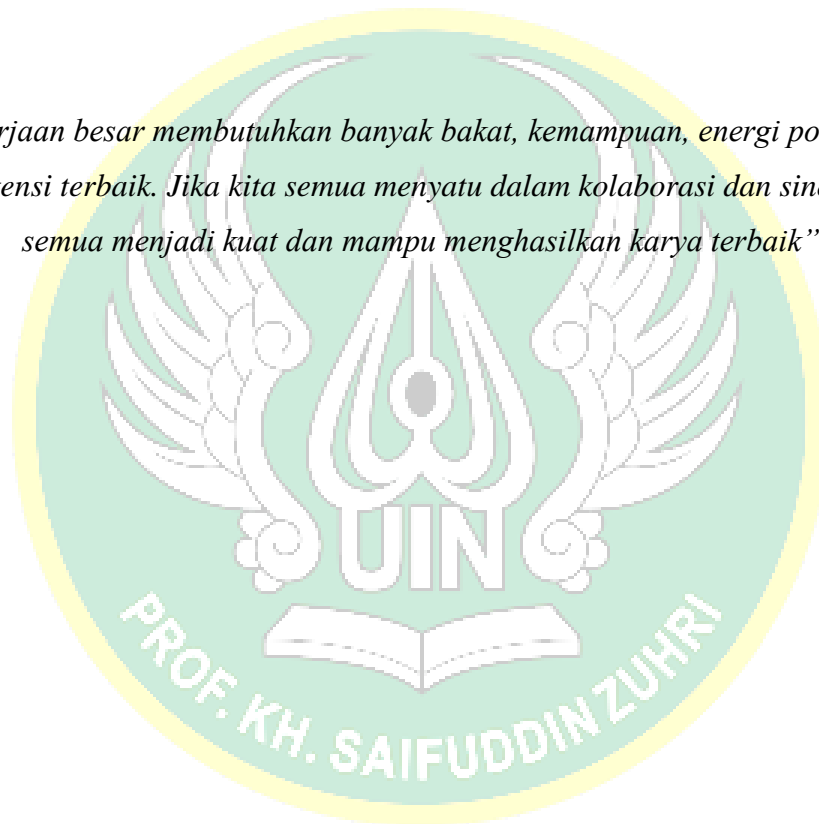 rjaan besar membutuhkan banyak bakat, kemampuan, energi po
ensi terbaik. Jika kita semua menyatu dalam kolaborasi dan sine
semua menjadi kuat dan mampu menghasilkan karya terbaik”
UIN
PROF. KH. SAIFUDDIN ZUHRI